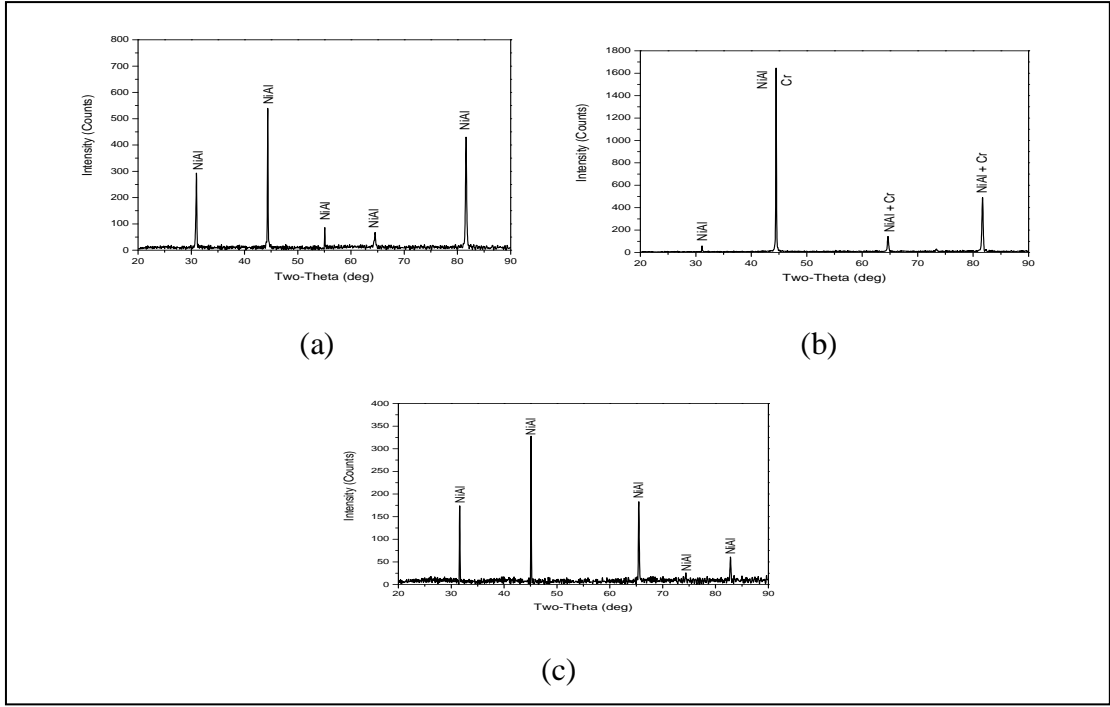 800
700
600
500
400
300
200
100
0
Intensity (Counts)
NiAl
NiAl
NiAl
NiAl
NiAl
20 30 40 50 60 70 80 90
Two-Theta (deg)
(a)
1800
1600
1400
1200
1000
800
600
400
200
0
Intensity (Counts)
NiAl
NiAl
Cr
NiAl + Cr
NiAl + Cr
20 30 40 50 60 70 80 90
Two-Theta (deg)
(b)
400
350
300
250
200
150
100
50
0
Intensity (Counts)
NiAl
NiAl
NiAl
NiAl
NiAl
20 30 40 50 60 70 80 90
Two-Theta (deg)
(c)